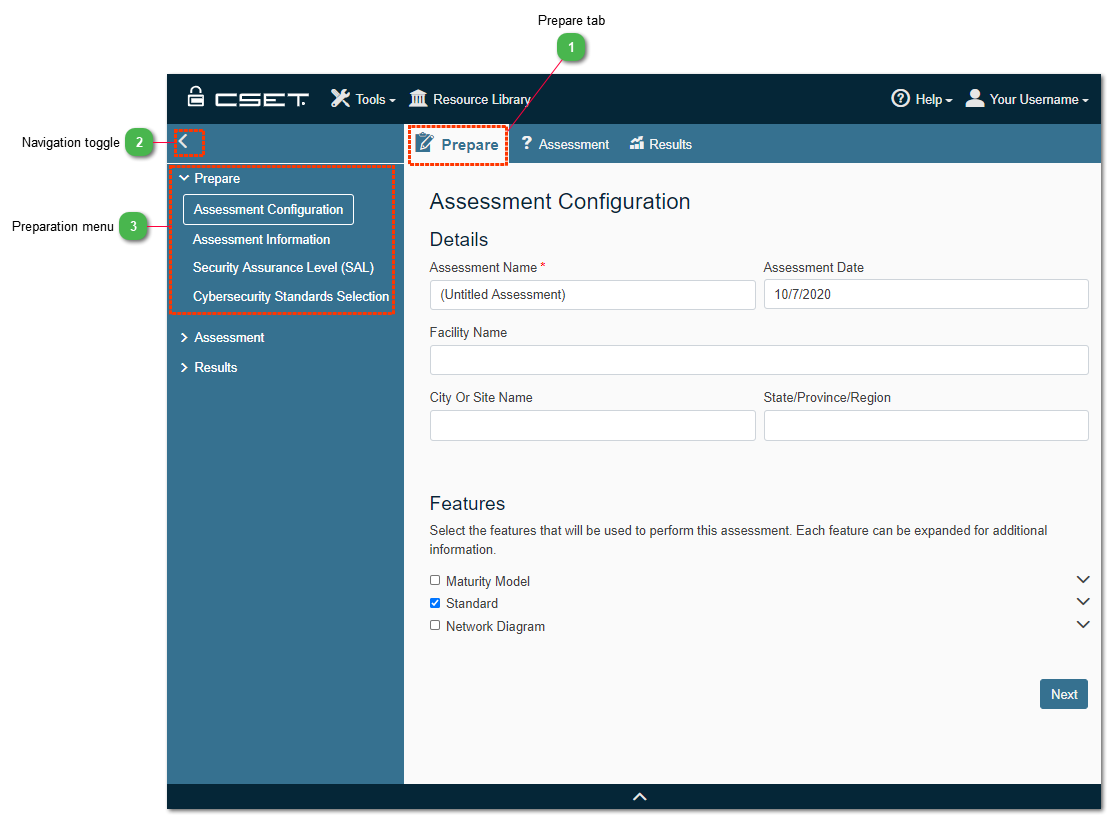 Prepare tab
1
CSET
Tools
Resource Library
Help
Your Username
Navigation toggle
2
Prepare
? Assessment
Results
Preparation menu
3
Prepare
Assessment Configuration
Assessment Information
Security Assurance Level (SAL)
Cybersecurity Standards Selection
Assessment
Results
Assessment Configuration
Details
Assessment Name *
Assessment Date
(Untitled Assessment)
10/7/2020
Facility Name
City Or Site Name
State/Province/Region
Features
Select the features that will be used to perform this assessment. Each feature can be expanded for additional
information.
Maturity Model
Standard
Network Diagram
Next